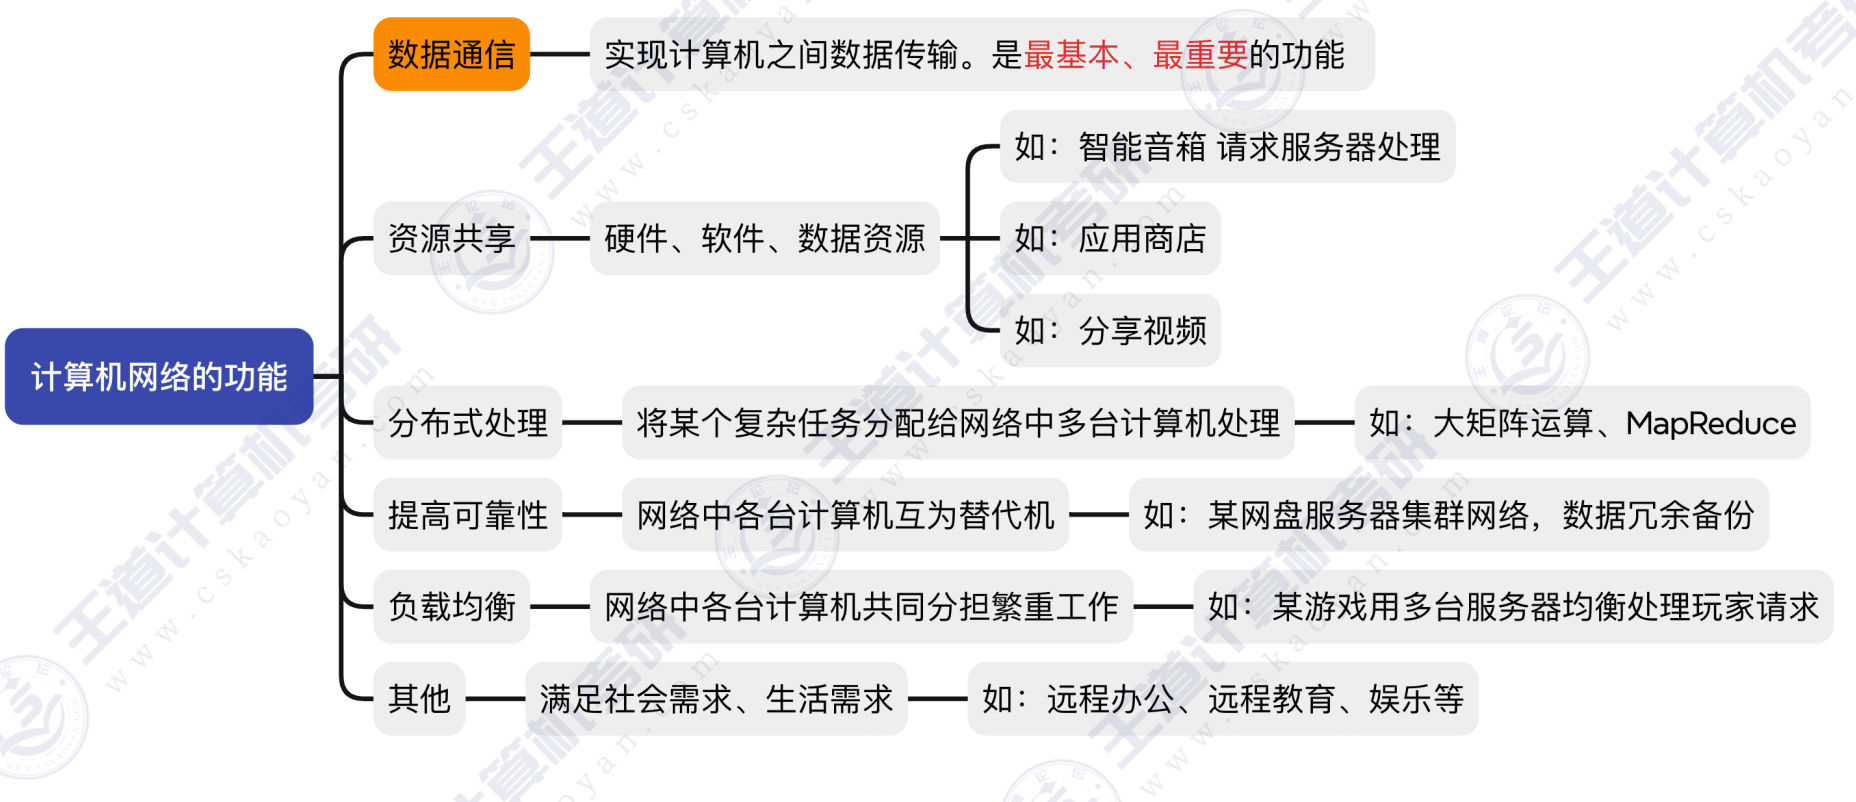 数据通信
实现计算机之间数据传输。是最基本、最重要的功能
如：智能音箱 请求服务器处理
资源共享
硬件、软件、数据资源
如：应用商店
如：分享视频
计算机网络的功能
分布式处理
将某个复杂任务分配给网络中多台计算机处理
如：大矩阵运算、MapReduce
提高可靠性
网络中各台计算机互为替代机
如：某网盘服务器集群网络，数据冗余备份
负载均衡
网络中各台计算机共同分担繁重工作
如：某游戏用多台服务器均衡处理玩家请求
其他
满足社会需求、生活需求
如：远程办公、远程教育、娱乐等
王道计算机考研
www.cskaoyan.com